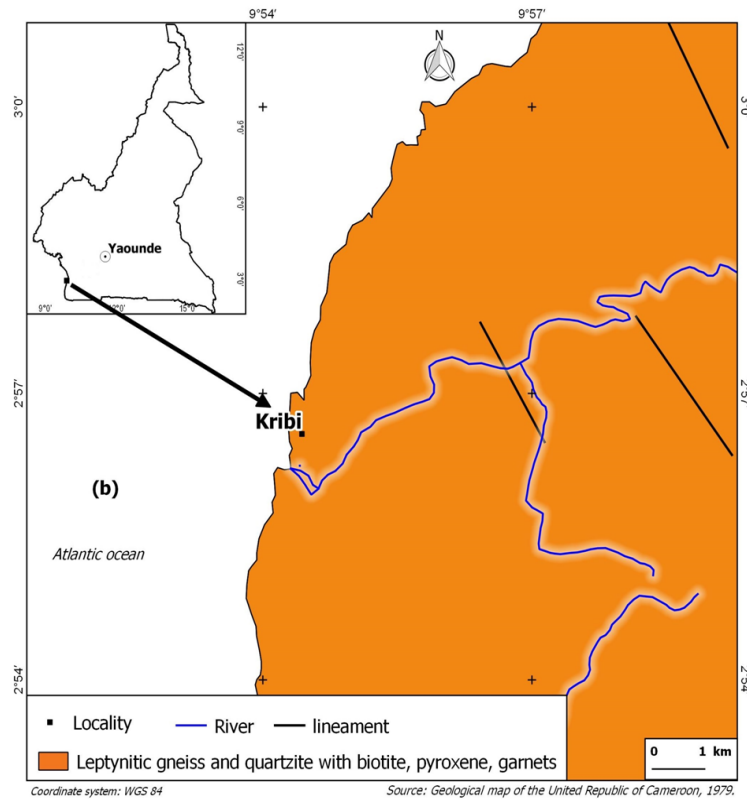 9°54′ 9°57′
N
12°0′
3°0′ 3°0′
9°0′
6°0′
Yaounde
3°0′
9°0′ 12°0′ 15°0′
2°57′ 2°57′
Kribi
(b)
Atlantic ocean
2°54′ 2°54′
Locality River lineament
0 1 km
Leptynitic gneiss and quartzite with biotite, pyroxene, garnets
Coordinate system: WGS 84 Source: Geological map of the United Republic of Cameroon, 1979.